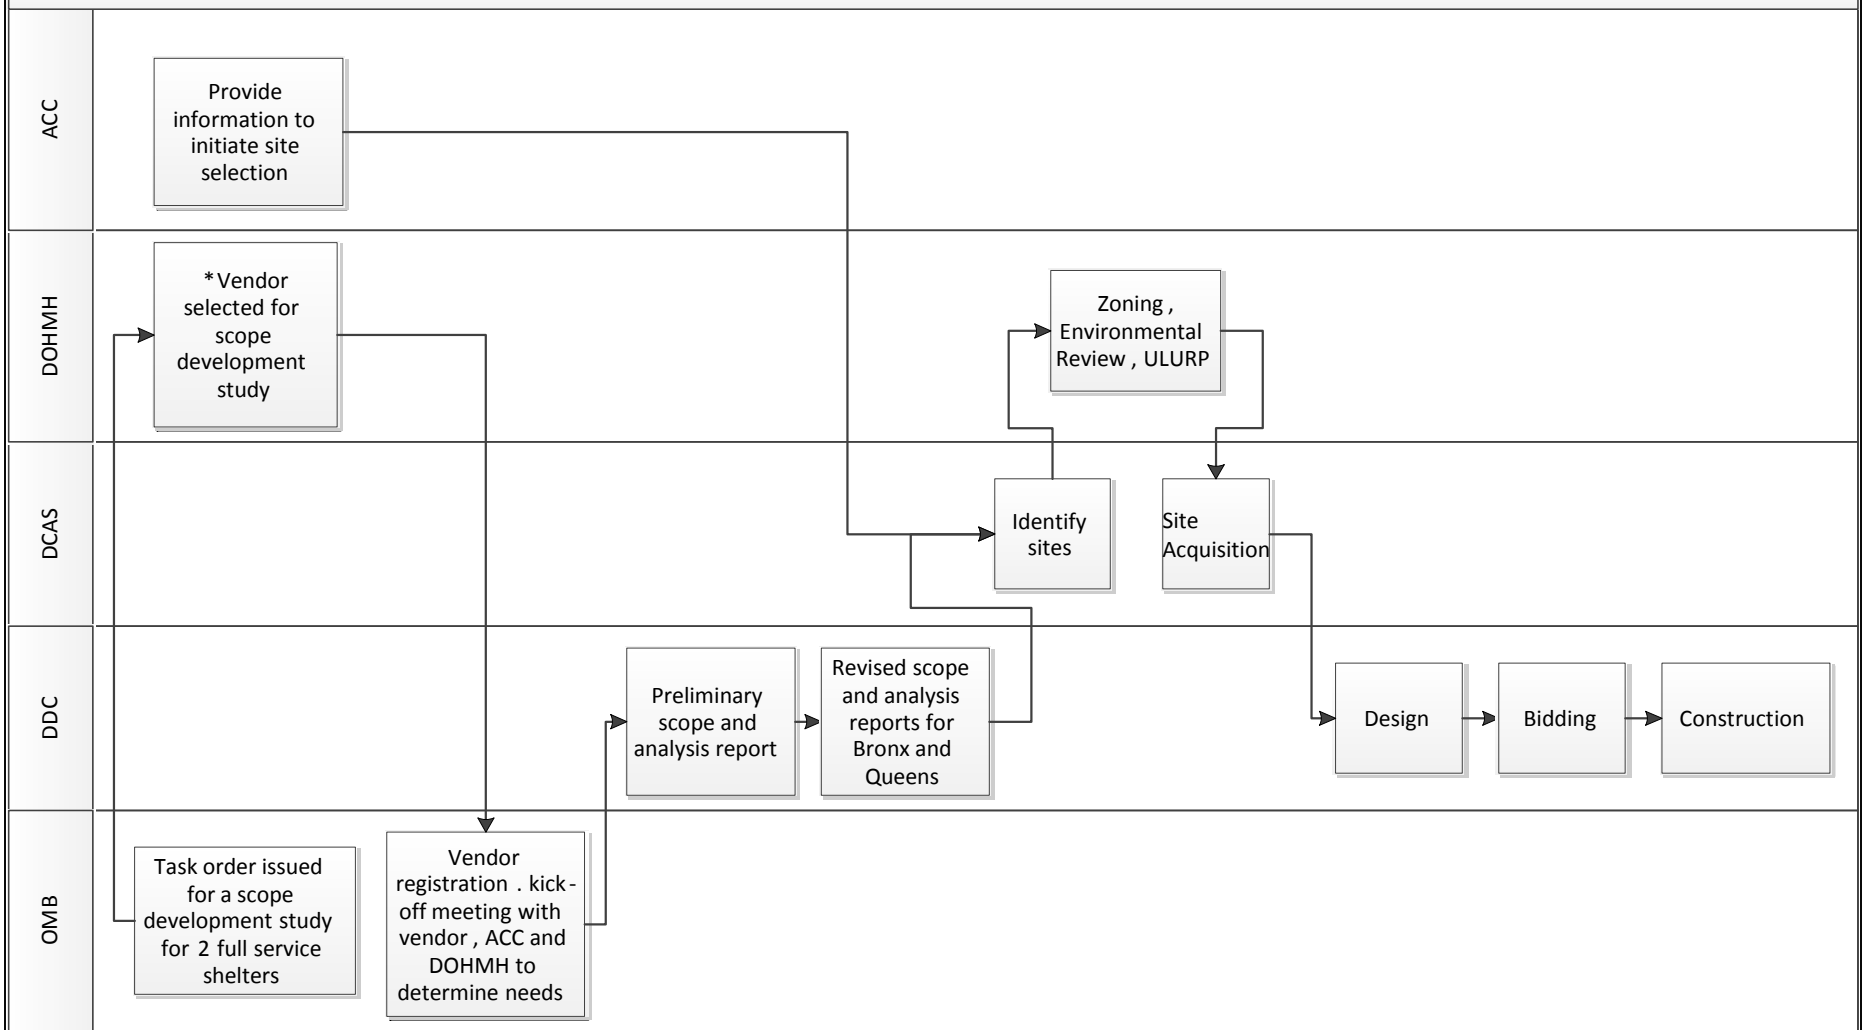 ACC
Provide
information to
initiate site
selection
DOHMH
*Vendor
selected for
scope
development
study
Zoning ,
Environmental
Review , ULURP
DCAS
Identify
sites
Site
Acquisition
DDC
Preliminary
scope and
analysis report
Revised scope
and analysis
reports for
Bronx and
Queens
Design
Bidding
Construction
OMB
Task order issued
for a scope
development study
for 2 full service
shelters
Vendor
registration . kick-
off meeting with
vendor , ACC and
DOHMH to
determine needs